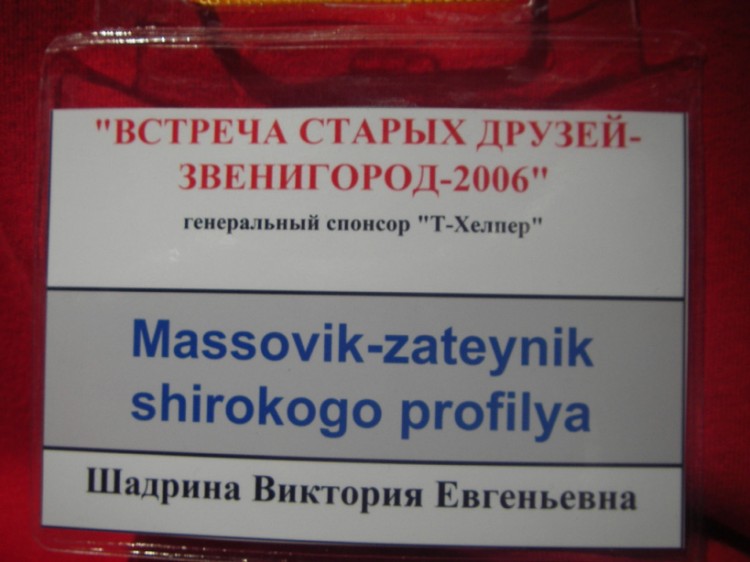 "ВСТРЕЧА СТАРЫХ ДРУЗЕЙ-
ЗВЕНИГОРОД-2006"
генеральный спонсор "Т-Хелпер"
Massovik-zateynik
shirokogo profilya
Шадрина Виктория Евгеньевна